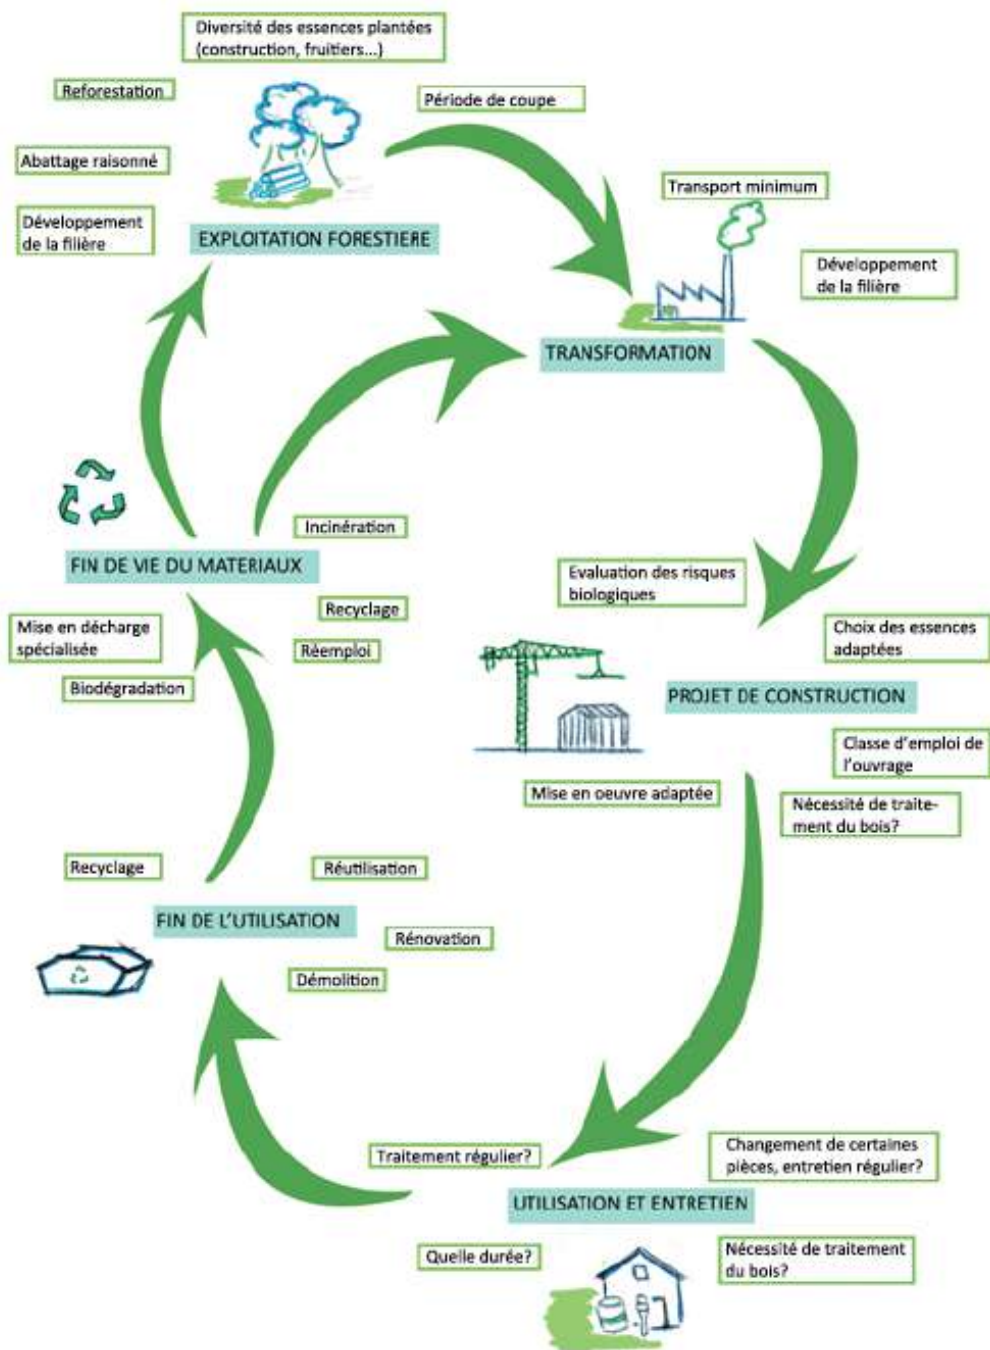 Diversité des essences plantées
(construction, fruitiers...)
Reforestation
Période de coupe
Abattage raisonné
Développement
de la filière
EXPLOITATION FORESTIERE
Transport minimum
Développement
de la filière
TRANSFORMATION
Incinération
FIN DE VIE DU MATERIAUX
Recyclage
Réemploi
Mise en décharge
spécialisée
Biodégradation
Evaluation des risques
biologiques
Choix des essences
adaptées
PROJET DE CONSTRUCTION
Classe d'emploi de
l'ouvrage
Mise en oeuvre adaptée
Nécessité de traite-
ment du bois?
Recyclage
Réutilisation
FIN DE L'UTILISATION
Rénovation
Démolition
Traitement régulier?
Changement de certaines
pièces, entretien régulier?
UTILISATION ET ENTRETIEN
Quelle durée?
Nécessité de traitement
du bois?